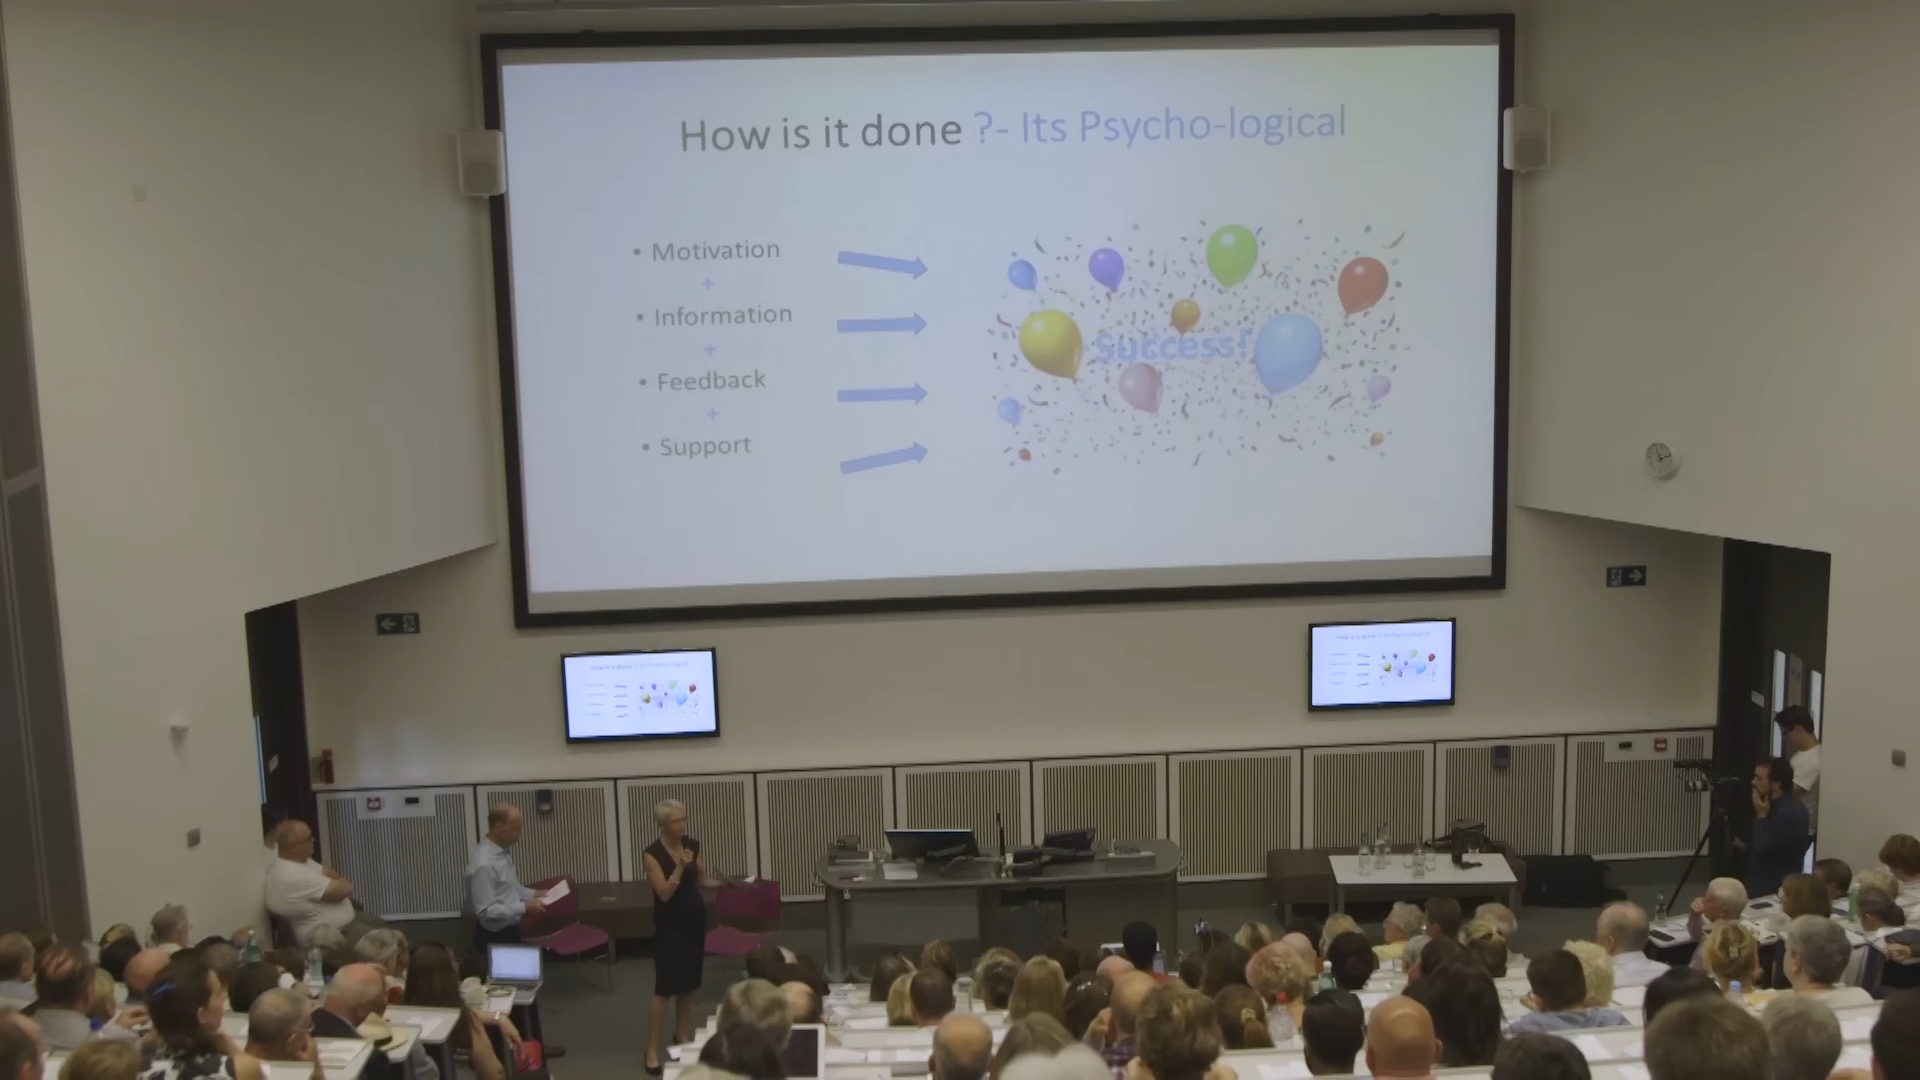 How is it done ?- Its Psycho-logical
• Motivation
+
• Information
+
• Feedback
+
• Support
Success!